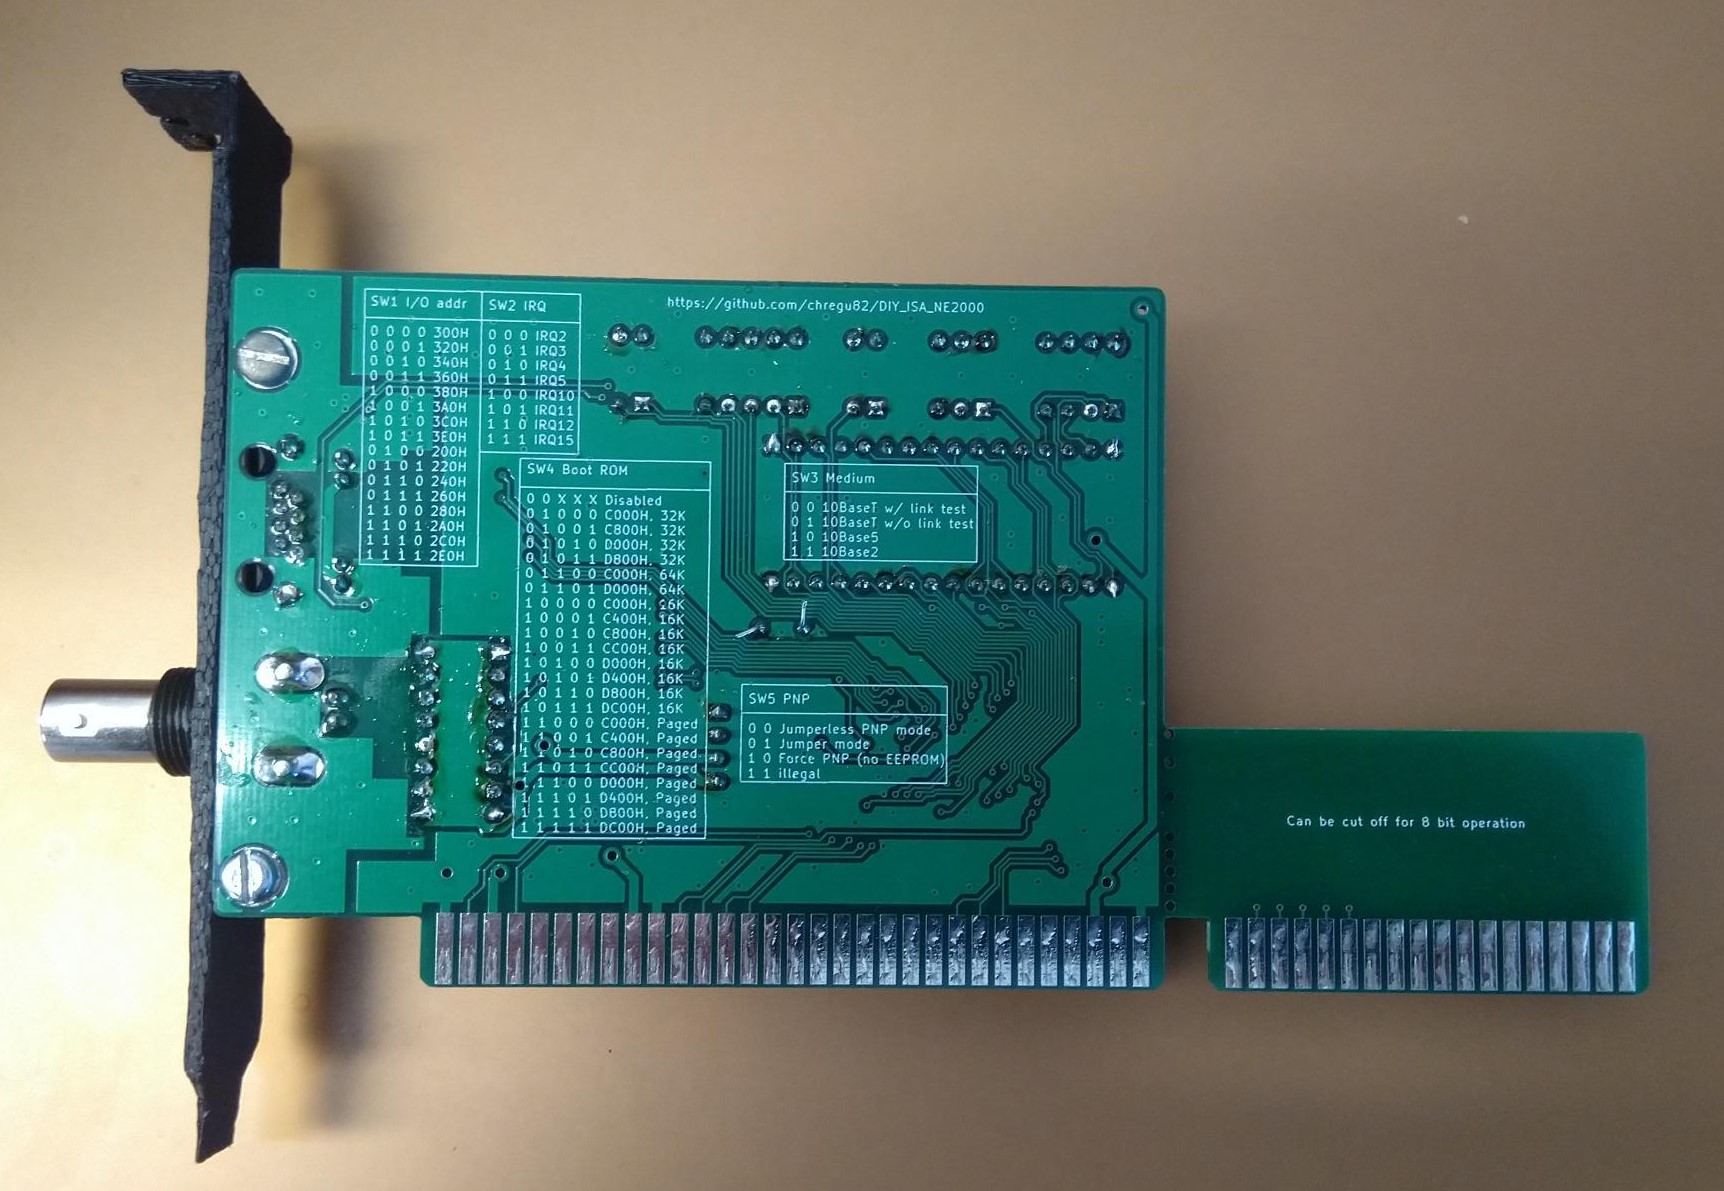 https://github.com/chregu82/DIY_ISA_NE2000
SW1 I/O addr
0 0 0 0 300H
0 0 0 1 320H
0 0 1 0 340H
0 0 1 1 360H
1 0 0 0 380H
1 0 0 1 3A0H
1 0 1 0 3C0H
1 0 1 1 3E0H
0 1 0 0 200H
0 1 0 1 220H
0 1 1 0 240H
0 1 1 1 260H
1 1 0 0 280H
1 1 0 1 2A0H
1 1 1 0 2C0H
1 1 1 1 2E0H
SW2 IRQ
0 0 0 IRQ2
0 0 1 IRQ3
0 1 0 IRQ4
0 1 1 IRQ5
1 0 0 IRQ10
1 0 1 IRQ11
1 1 0 IRQ12
1 1 1 IRQ15
SW4 Boot ROM
0 0 X X X Disabled
0 1 0 0 0 C000H, 32K
0 1 0 0 1 C800H, 32K
0 1 0 1 0 D000H, 32K
0 1 0 1 1 D800H, 32K
0 1 1 0 0 C000H, 64K
0 1 1 0 1 D000H, 64K
1 0 0 0 0 C000H, 16K
1 0 0 0 1 C400H, 16K
1 0 0 1 0 C800H, 16K
1 0 0 1 1 CC00H, 16K
1 0 1 0 0 D000H, 16K
1 0 1 0 1 D400H, 16K
1 0 1 1 0 D800H, 16K
1 0 1 1 1 DC00H, 16K
1 1 0 0 0 C000H, Paged
1 1 0 0 1 C400H, Paged
1 1 0 1 0 C800H, Paged
1 1 0 1 1 CC00H, Paged
1 1 1 0 0 D000H, Paged
1 1 1 0 1 D400H, Paged
1 1 1 1 0 D800H, Paged
1 1 1 1 1 DC00H, Paged
SW3 Medium
0 0 10BaseT w/ link test
0 1 10BaseT w/o link test
1 0 10Base5
1 1 10Base2
SW5 PNP
0 0 Jumperless PNP mode
0 1 Jumper mode
1 0 Force PNP (no EEPROM)
1 1 illegal
Can be cut off for 8 bit operation